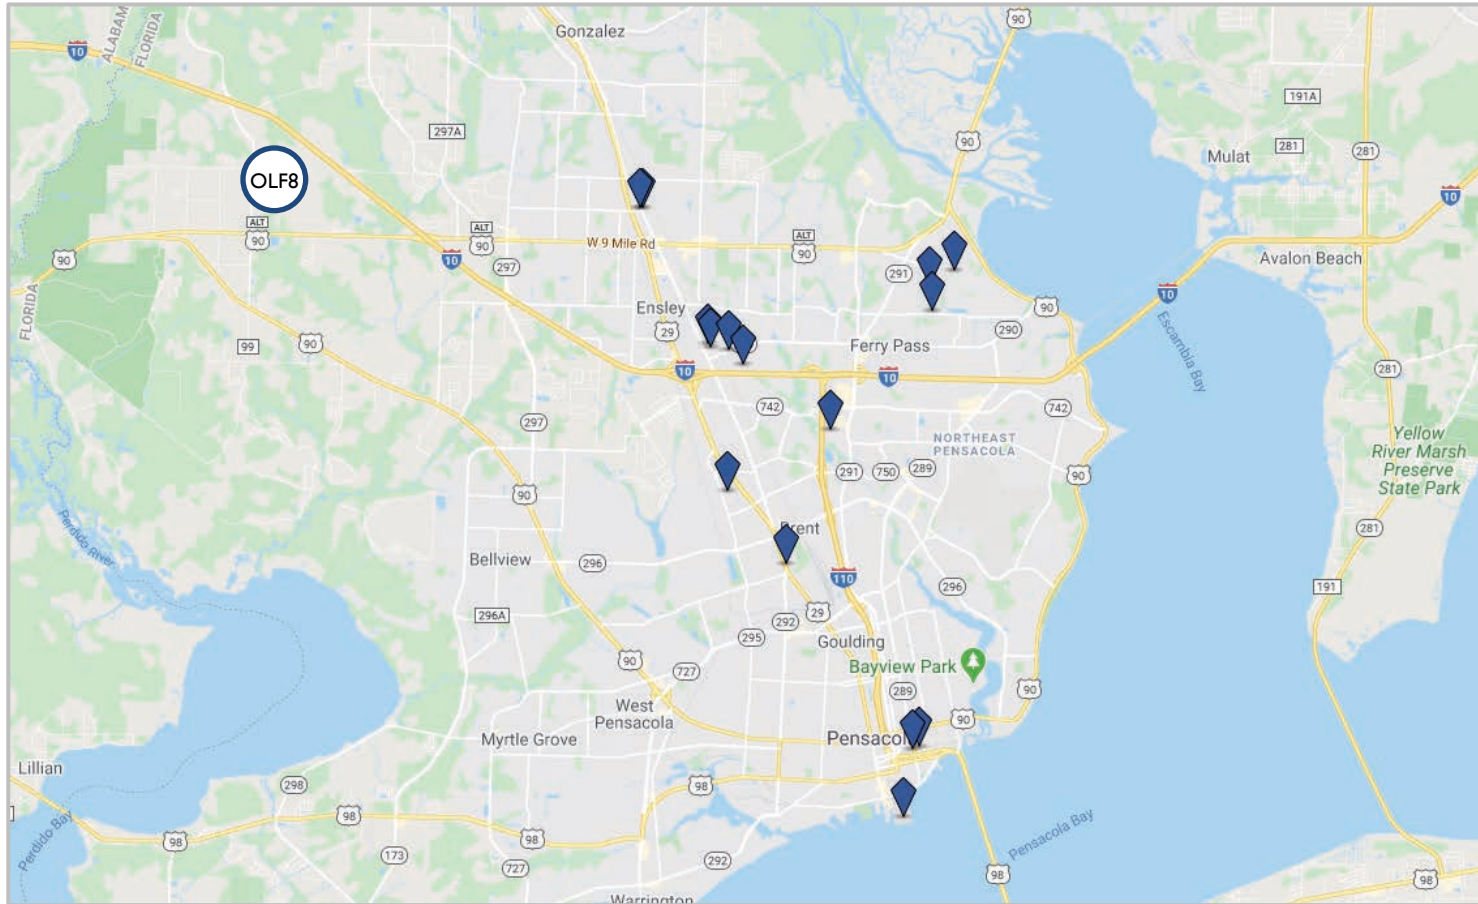 90
Gonzalez
ALABAM
FLORIDA
10
191A
297A
90
281
281
Mulat
OLF8
10
ALT
90
ALT
90
W 9 Mile Rd
ALT
90
90
10
297
291
Avalon Beach
10
FLORIDA
Ensley
29
90
290
Escambia Bay
99
90
Ferry Pass
10
10
281
742
742
297
NORTHEAST
PENSACOLA
Yellow
River Marsh
Preserve
State Park
291
750
289
90
90
Perdido River
281
Brent
Bellview
296
110
296
191
296A
29
292
295
Goulding
90
727
Bayview Park
289
90
West
Pensacola
90
Myrtle Grove
Pensacol
Lillian
298
98
98
98
98
Perdido Bay
173
727
292
Pensacola Bay
98
98
Warrington